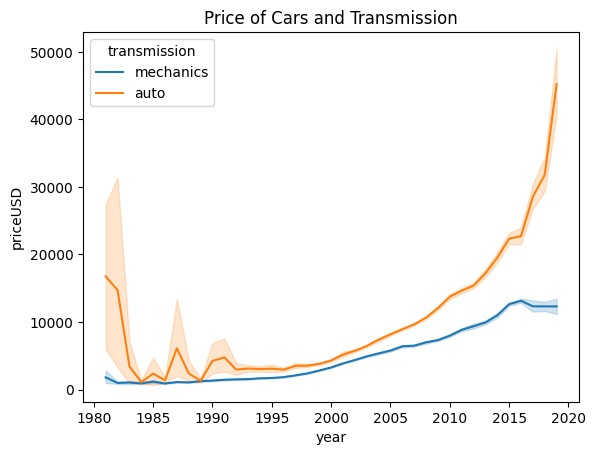 Price of Cars and Transmission
transmission
mechanics
auto
50000
40000
30000
20000
10000
0
priceUSD
1980 1985 1990 1995 2000 2005 2010 2015 2020
year